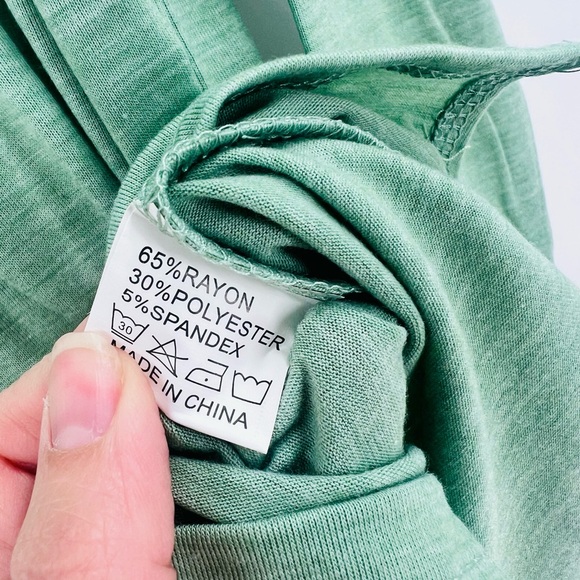 65%RAYON
30%POLYESTER
5%SPANDEX
30
MADE IN CHINA